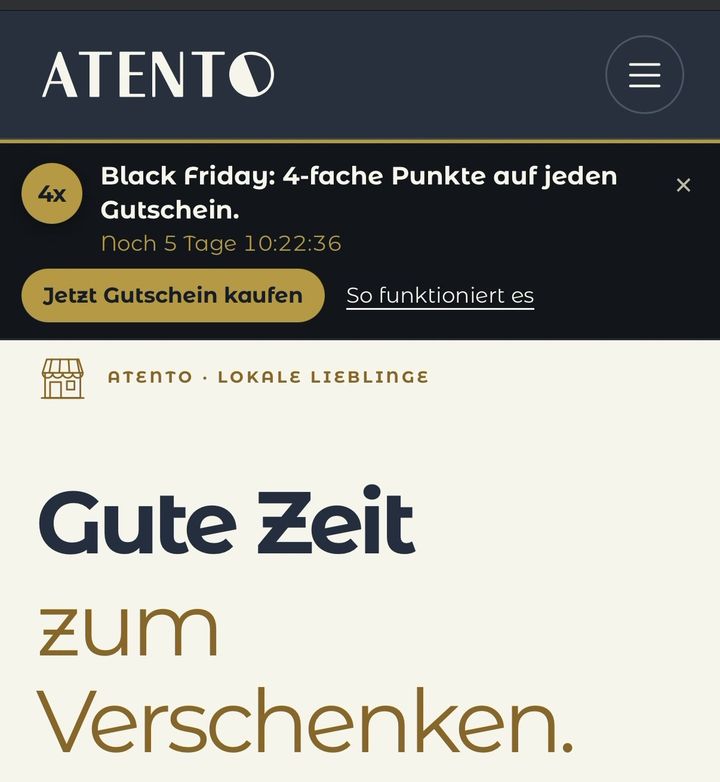 ATENTO
4x
Black Friday: 4-fache Punkte auf jeden
Gutschein.
Noch 5 Tage 10:22:36
Jetzt Gutschein kaufen
So funktioniert es
ATENTO · LOKALE LIEBLINGE
Gute Zeit
zum
Verschenken.